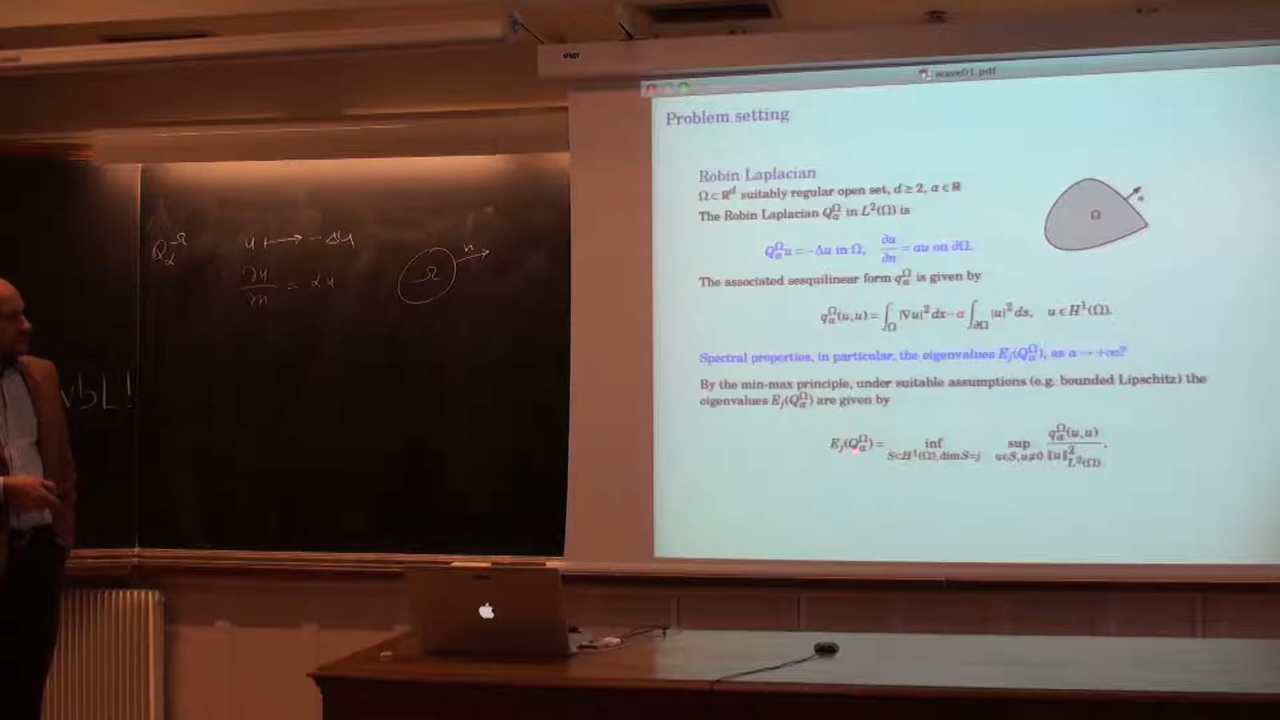 wave01.pdf
Problem setting
Robin Laplacian
Ω⊂ℝᵈ suitably regular open set, d ≥ 2, α∈ℝ
The Robin Laplacian Q_α^Ω in L²(Ω) is
Q_α^Ω u = −Δu in Ω, ∂u/∂n = αu on ∂Ω.
The associated sesquilinear form q_α^Ω is given by
q_α^Ω(u,u) = ∫_Ω |∇u|² dx − α ∫_∂Ω |u|² ds, u ∈ H¹(Ω).
Spectral properties, in particular, the eigenvalues E_j(Q_α^Ω), as α → +∞?
By the min-max principle, under suitable assumptions (e.g. bounded Lipschitz) the
eigenvalues E_j(Q_α^Ω) are given by
E_j(Q_α^Ω) = inf_{S⊂H¹(Ω), dim S=j} sup_{u∈S, u≠0} q_α^Ω(u,u) / ‖u‖²_{L²(Ω)}.
Ω
n
Q_α^Ω u ↦ −Δu
∂u/∂n = αu
Ω
n